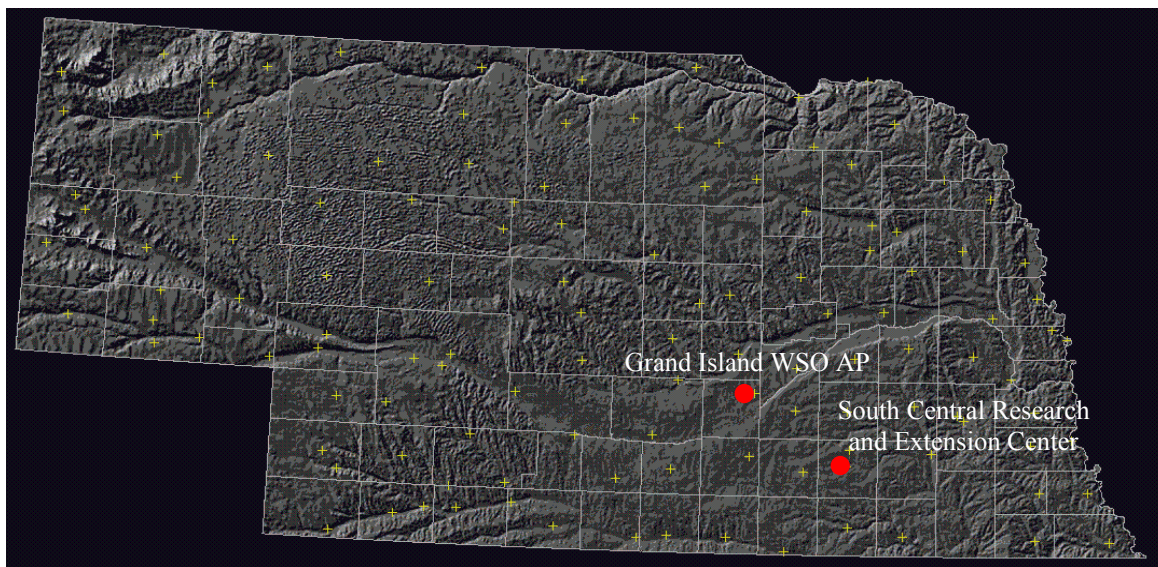 Grand Island WSO AP
South Central Research
and Extension Center